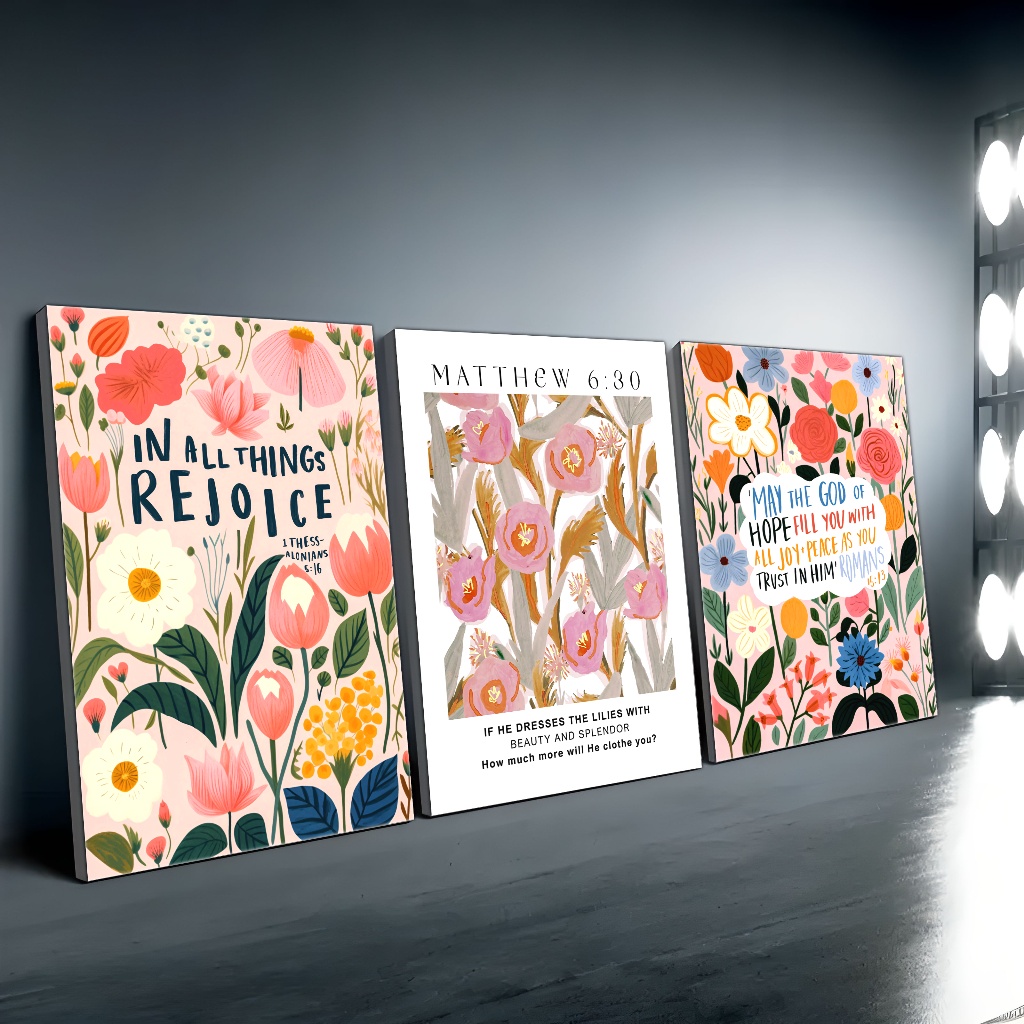 IN ALL THINGS
REJOICE
1 THESS-
ALONIANS
5:16
MATTHEW 6:30
IF HE DRESSES THE LILIES WITH
BEAUTY AND SPLENDOR
How much more will He clothe you?
'MAY THE GOD OF
HOPE FILL YOU WITH
ALL JOY & PEACE AS YOU
TRUST IN HIM' ROMANS
15:13